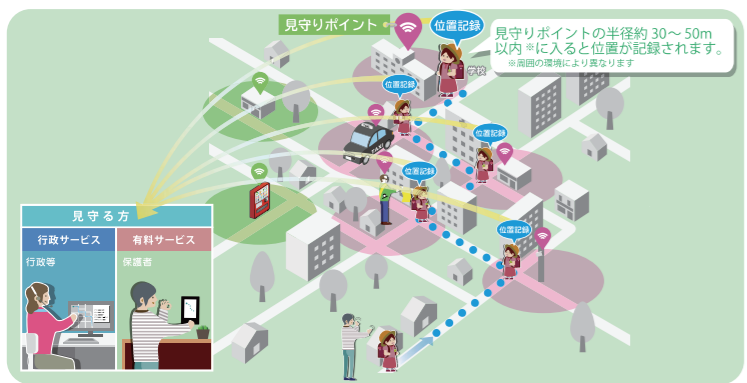 見守りポイント
位置記録
見守りポイントの半径約30〜50m
以内※に入ると位置が記録されます。
※周囲の環境により異なります
学校
位置記録
位置記録
TAXI
位置記録
位置記録
見守る方
行政サービス
有料サービス
行政等
保護者